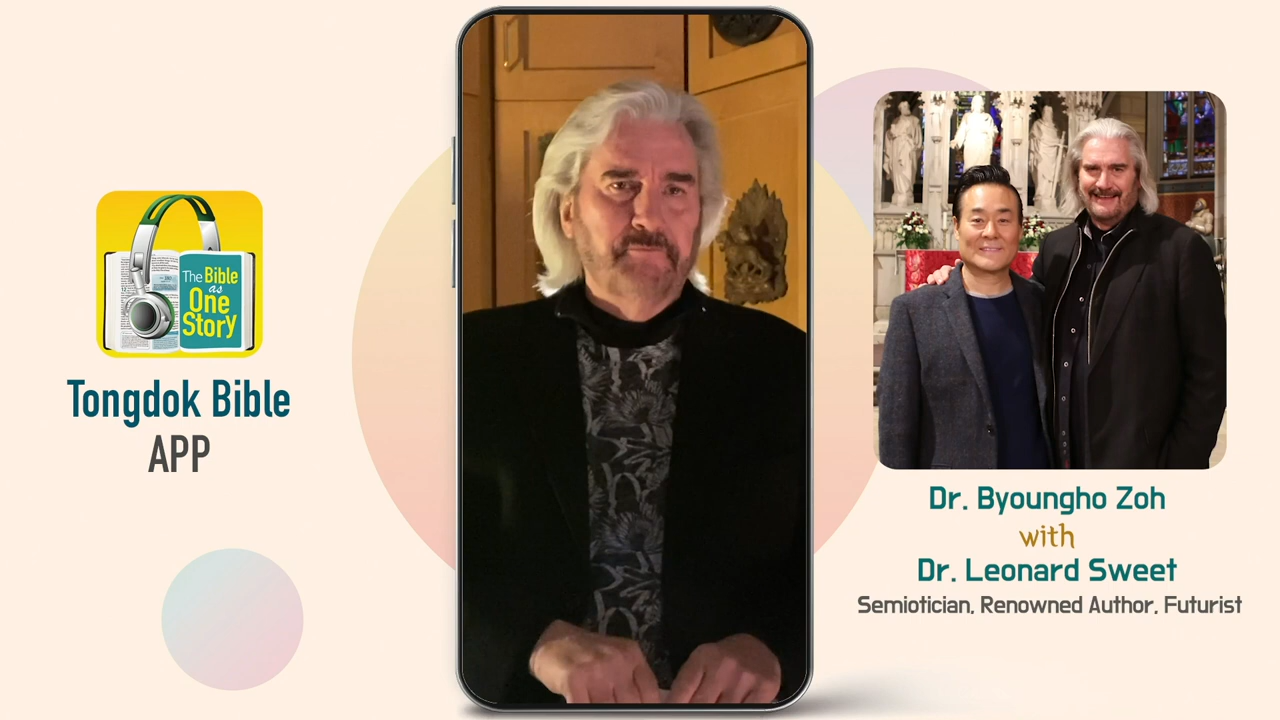 The Bible
as
One
Story
Tongdok Bible
APP
Dr. Byoungho Zoh
with
Dr. Leonard Sweet
Semiotician, Renowned Author, Futurist